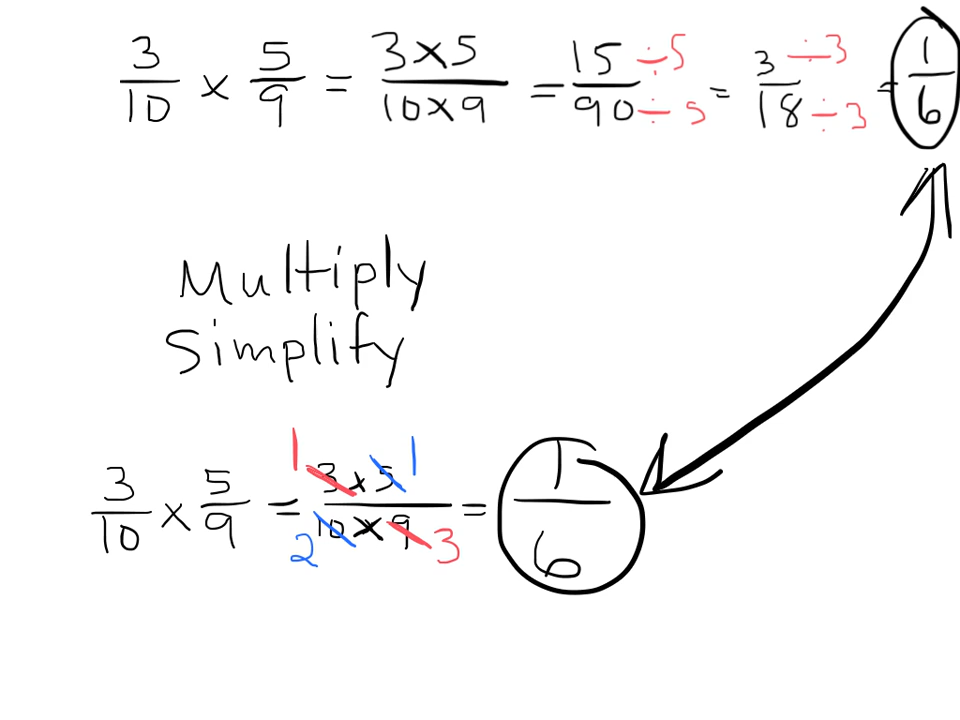 3/10 × 5/9 = 3×5/10×9 = 15÷5/90÷5 = 3÷3/18÷3 = 1/6
Multiply
Simplify
3/10 × 5/9 = 1 3 × 5 1/2 10 × 9 3 = 1/6